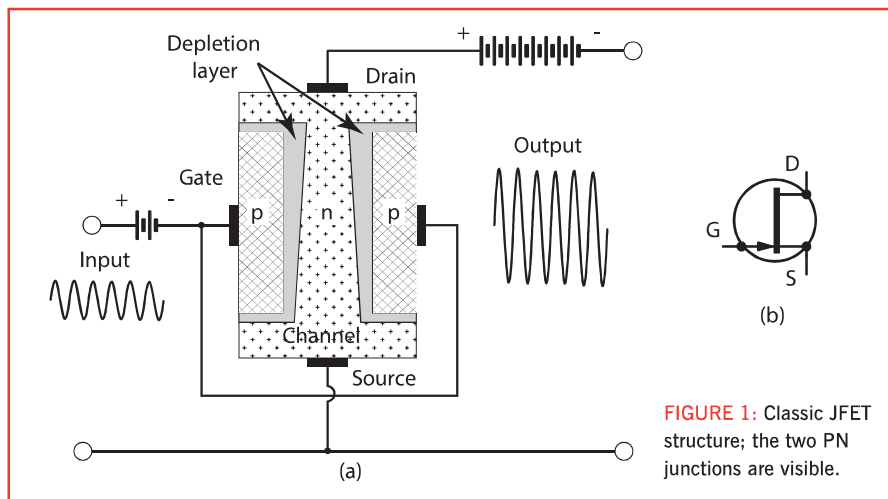 Depletion
layer
+ -
Drain
Output
Gate
+ -
p n p
Input
D
G
S
(b)
Channel
Source
(a)
FIGURE 1: Classic JFET
structure; the two PN
junctions are visible.